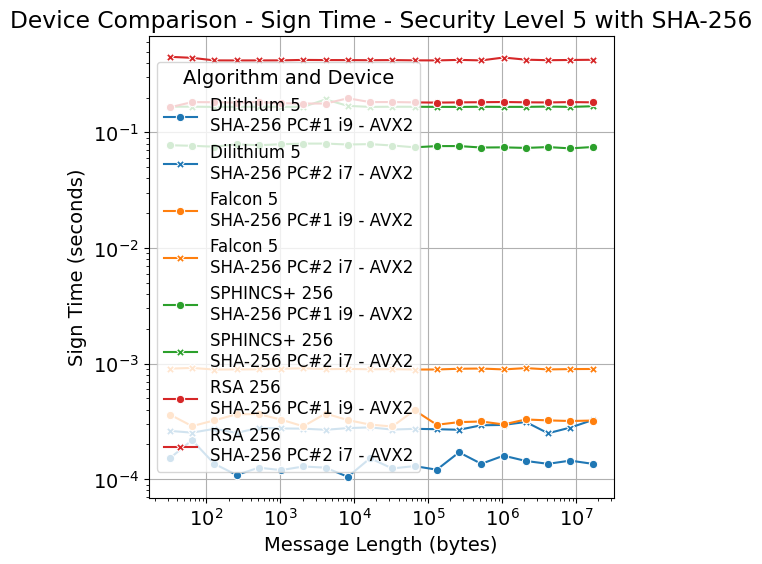 Device Comparison - Sign Time - Security Level 5 with SHA-256
Sign Time (seconds)
10⁻¹
10⁻²
10⁻³
10⁻⁴
Algorithm and Device
Dilithium 5
SHA-256 PC#1 i9 - AVX2
Dilithium 5
SHA-256 PC#2 i7 - AVX2
Falcon 5
SHA-256 PC#1 i9 - AVX2
Falcon 5
SHA-256 PC#2 i7 - AVX2
SPHINCS+ 256
SHA-256 PC#1 i9 - AVX2
SPHINCS+ 256
SHA-256 PC#2 i7 - AVX2
RSA 256
SHA-256 PC#1 i9 - AVX2
RSA 256
SHA-256 PC#2 i7 - AVX2
10² 10³ 10⁴ 10⁵ 10⁶ 10⁷
Message Length (bytes)